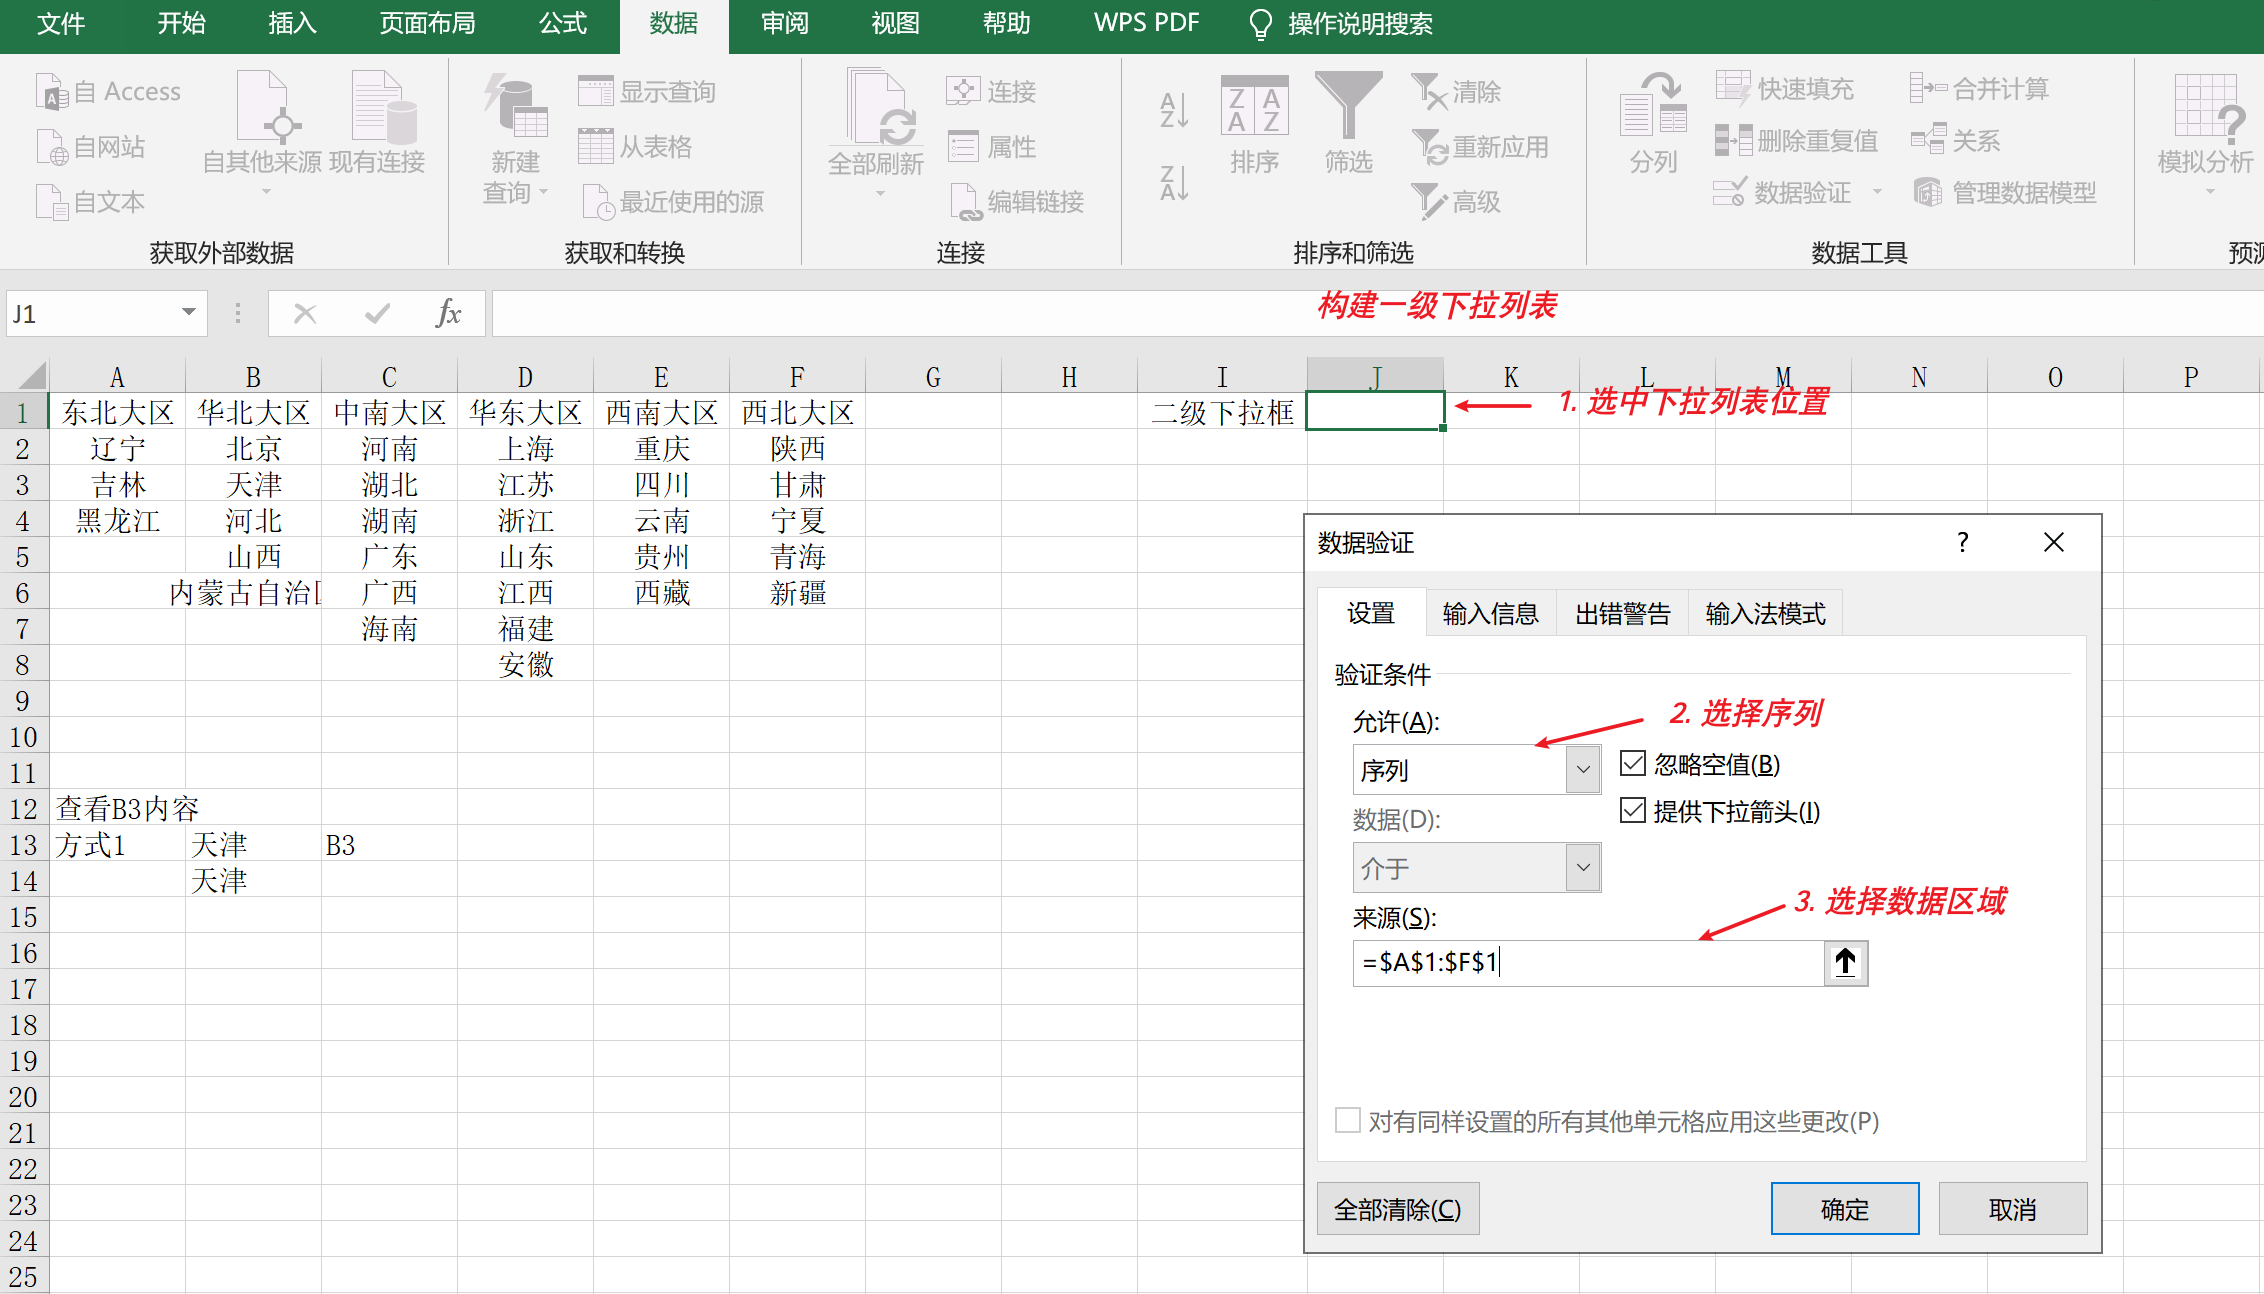 文件 开始 插入 页面布局 公式 数据 审阅 视图 帮助 WPS PDF 操作说明搜索
自 Access
自网站
自文本
自其他来源 现有连接
获取外部数据
新建
查询
显示查询
从表格
最近使用的源
获取和转换
全部刷新
连接
属性
编辑链接
连接
A
Z
Z
A
Z A
A Z
排序
筛选
清除
重新应用
高级
排序和筛选
分列
快速填充
删除重复值
数据验证
合并计算
关系
管理数据模型
数据工具
模拟分析
J1
fx
构建一级下拉列表
A B C D E F G H I J K L M N O P
1 东北大区 华北大区 中南大区 华东大区 西南大区 西北大区 二级下拉框
1. 选中下拉列表位置
2 辽宁 北京 河南 上海 重庆 陕西
3 吉林 天津 湖北 江苏 四川 甘肃
4 黑龙江 河北 湖南 浙江 云南 宁夏
5 山西 广东 山东 贵州 青海
6 内蒙古自治 广西 江西 西藏 新疆
7 海南 福建
8 安徽
9
10
11
12 查看B3内容
13 方式1 天津 B3
14 天津
15
16
17
18
19
20
21
22
23
24
25
数据验证 ?
设置 输入信息 出错警告 输入法模式
验证条件
允许(A):
2. 选择序列
序列
忽略空值(B)
提供下拉箭头(I)
数据(D):
介于
来源(S):
3. 选择数据区域
=$A$1:$F$1
对有同样设置的所有其他单元格应用这些更改(P)
全部清除(C) 确定 取消